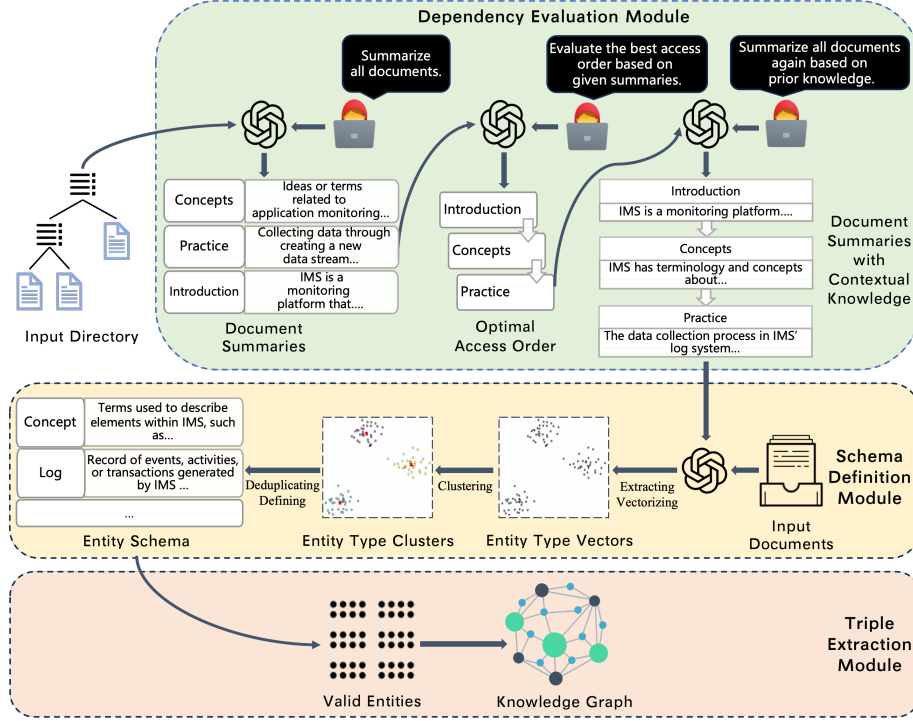 Dependency Evaluation Module
Summarize
all documents.
Evaluate the best access
order based on
given summaries.
Summarize all documents
again based on
prior knowledge.
Concepts
Ideas or terms
related to
application monitoring...
Practice
Collecting data through
creating a new
data stream...
Introduction
IMS is a
monitoring
platform that....
Document
Summaries
Introduction
Concepts
Practice
Optimal
Access Order
Introduction
IMS is a monitoring platform....
Concepts
IMS has terminology and concepts
about...
Practice
The data collection process in IMS'
log system...
Document
Summaries
with
Contextual
Knowledge
Input Directory
Concept
Terms used to describe
elements within IMS, such
as...
Log
Record of events, activities,
or transactions generated
by IMS ...
...
Entity Schema
Deduplicating
Defining
Entity Type Clusters
Clustering
Entity Type Vectors
Extracting
Vectorizing
Input
Documents
Schema
Definition
Module
Valid Entities
Knowledge Graph
Triple
Extraction
Module